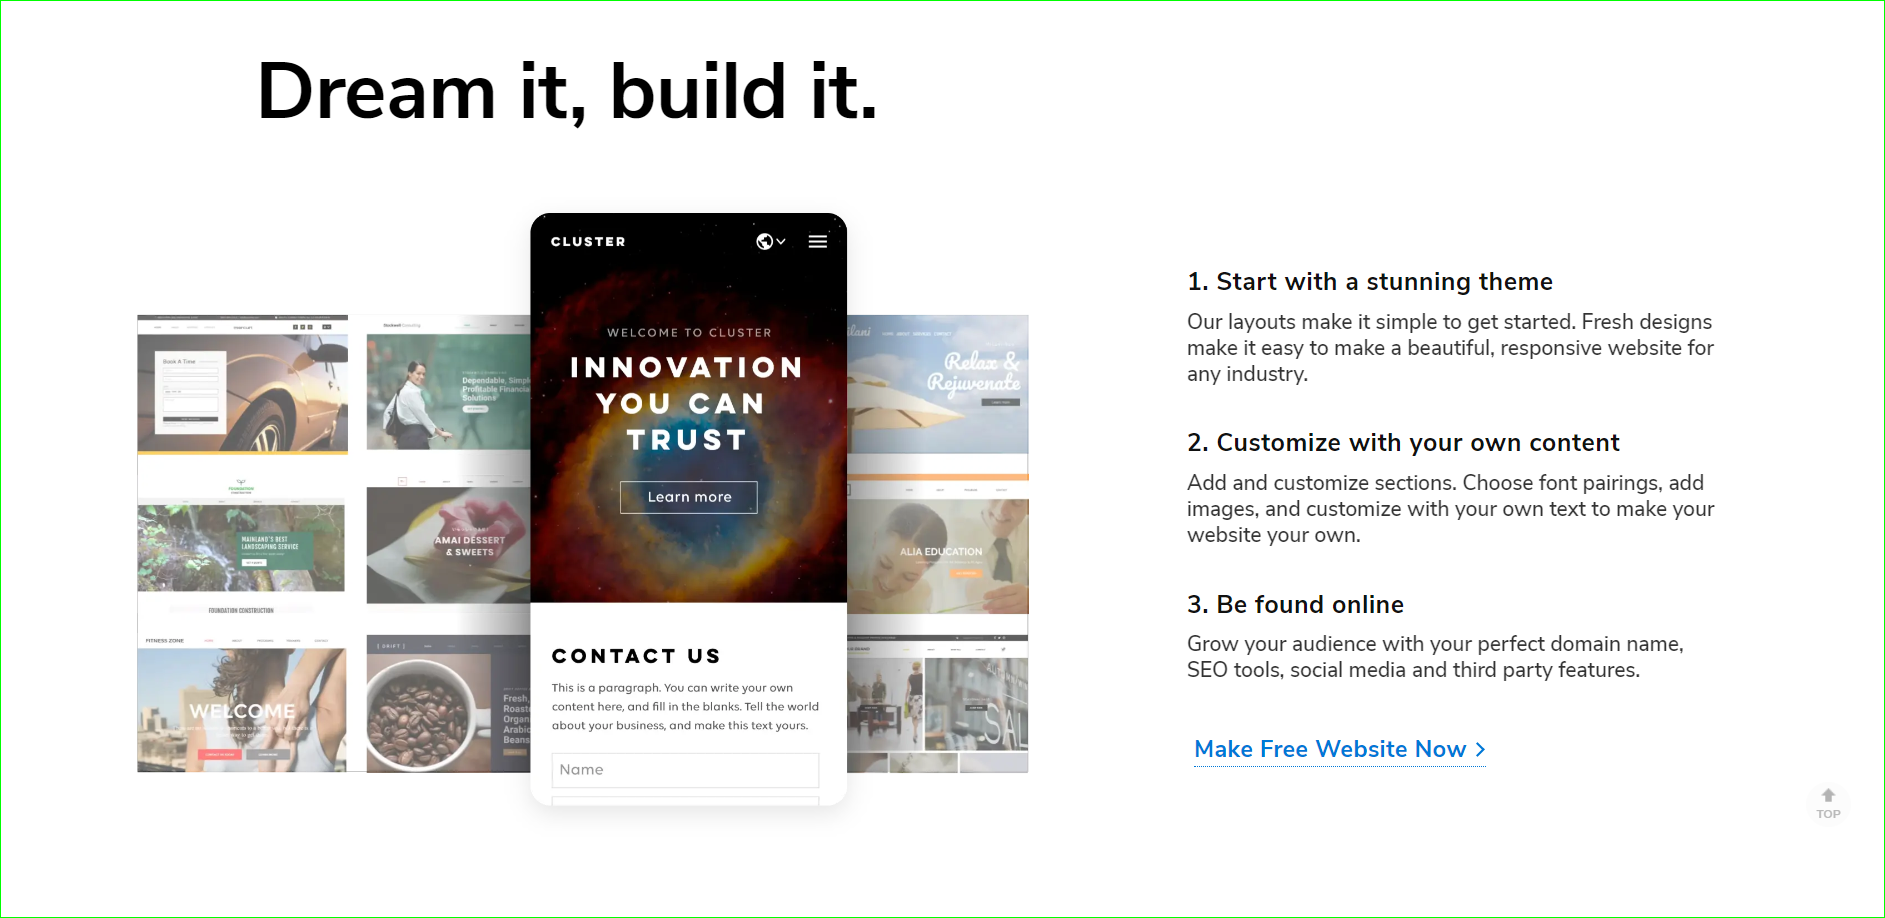 Dream it, build it.
CLUSTER
WELCOME TO CLUSTER
INNOVATION
YOU CAN
TRUST
Learn more
CONTACT US
This is a paragraph. You can write your own
content here, and fill in the blanks. Tell the world
about your business, and make this text yours.
Name
Book A Time
Dependable, Simple
Profitable Financial
Solutions
Relax &
Rejuvenate
FOUNDATION
MAINLAND'S BEST
LANDSCAPING SERVICE
FOUNDATION CONSTRUCTION
AMAI DESSERT
& SWEETS
ALIA EDUCATION
FITNESS ZONE
WELCOME
DRIFT
Fresh,
Roaste
Organ
Arabic
Beans
SAL
1. Start with a stunning theme
Our layouts make it simple to get started. Fresh designs
make it easy to make a beautiful, responsive website for
any industry.
2. Customize with your own content
Add and customize sections. Choose font pairings, add
images, and customize with your own text to make your
website your own.
3. Be found online
Grow your audience with your perfect domain name,
SEO tools, social media and third party features.
Make Free Website Now
TOP